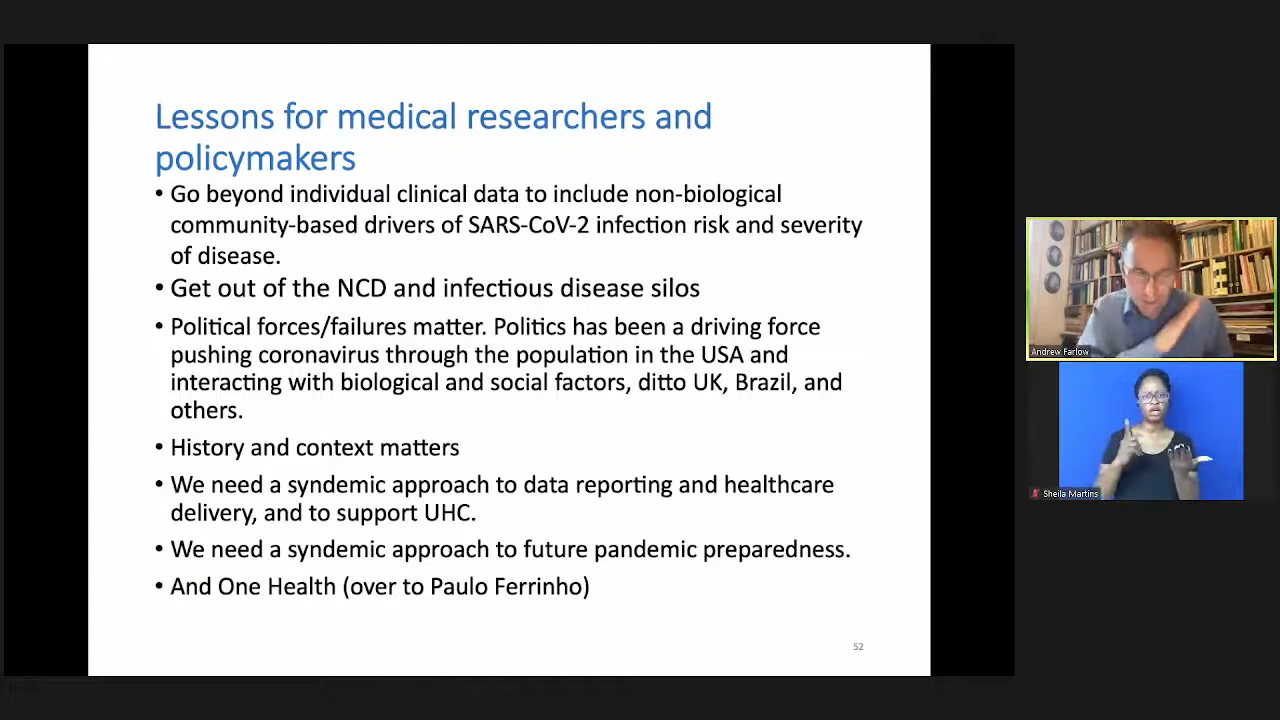 Lessons for medical researchers and
policymakers
• Go beyond individual clinical data to include non-biological
community-based drivers of SARS-CoV-2 infection risk and severity
of disease.
• Get out of the NCD and infectious disease silos
• Political forces/failures matter. Politics has been a driving force
pushing coronavirus through the population in the USA and
interacting with biological and social factors, ditto UK, Brazil, and
others.
• History and context matters
• We need a syndemic approach to data reporting and healthcare
delivery, and to support UHC.
• We need a syndemic approach to future pandemic preparedness.
• And One Health (over to Paulo Ferrinho)
52
Andrew Farlow
Sheila Martins